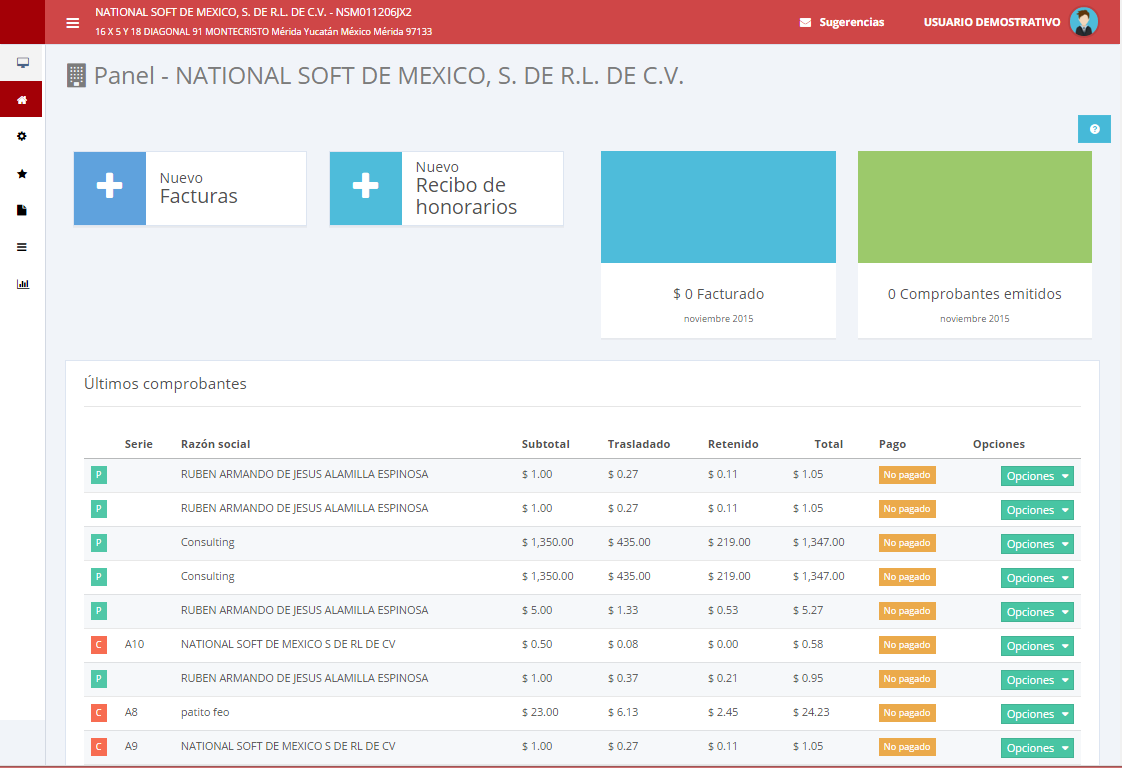 NATIONAL SOFT DE MEXICO, S. DE R.L. DE C.V. - NSM011206JX2
16 X 5 Y 18 DIAGONAL 91 MONTECRISTO Mérida Yucatán México Mérida 97133
Sugerencias
USUARIO DEMOSTRATIVO
Panel - NATIONAL SOFT DE MEXICO, S. DE R.L. DE C.V.
Nuevo
Facturas
Nuevo
Recibo de
honorarios
$ 0 Facturado
noviembre 2015
0 Comprobantes emitidos
noviembre 2015
Últimos comprobantes
Serie Razón social Subtotal Trasladado Retenido Total Pago Opciones
P RUBEN ARMANDO DE JESUS ALAMILLA ESPINOSA $ 1.00 $ 0.27 $ 0.11 $ 1.05 No pagado Opciones
P RUBEN ARMANDO DE JESUS ALAMILLA ESPINOSA $ 1.00 $ 0.27 $ 0.11 $ 1.05 No pagado Opciones
P Consulting $ 1,350.00 $ 435.00 $ 219.00 $ 1,347.00 No pagado Opciones
P Consulting $ 1,350.00 $ 435.00 $ 219.00 $ 1,347.00 No pagado Opciones
P RUBEN ARMANDO DE JESUS ALAMILLA ESPINOSA $ 5.00 $ 1.33 $ 0.53 $ 5.27 No pagado Opciones
C A10 NATIONAL SOFT DE MEXICO S DE RL DE CV $ 0.50 $ 0.08 $ 0.00 $ 0.58 No pagado Opciones
P RUBEN ARMANDO DE JESUS ALAMILLA ESPINOSA $ 1.00 $ 0.37 $ 0.21 $ 0.95 No pagado Opciones
C A8 patito feo $ 23.00 $ 6.13 $ 2.45 $ 24.23 No pagado Opciones
C A9 NATIONAL SOFT DE MEXICO S DE RL DE CV $ 1.00 $ 0.27 $ 0.11 $ 1.05 No pagado Opciones